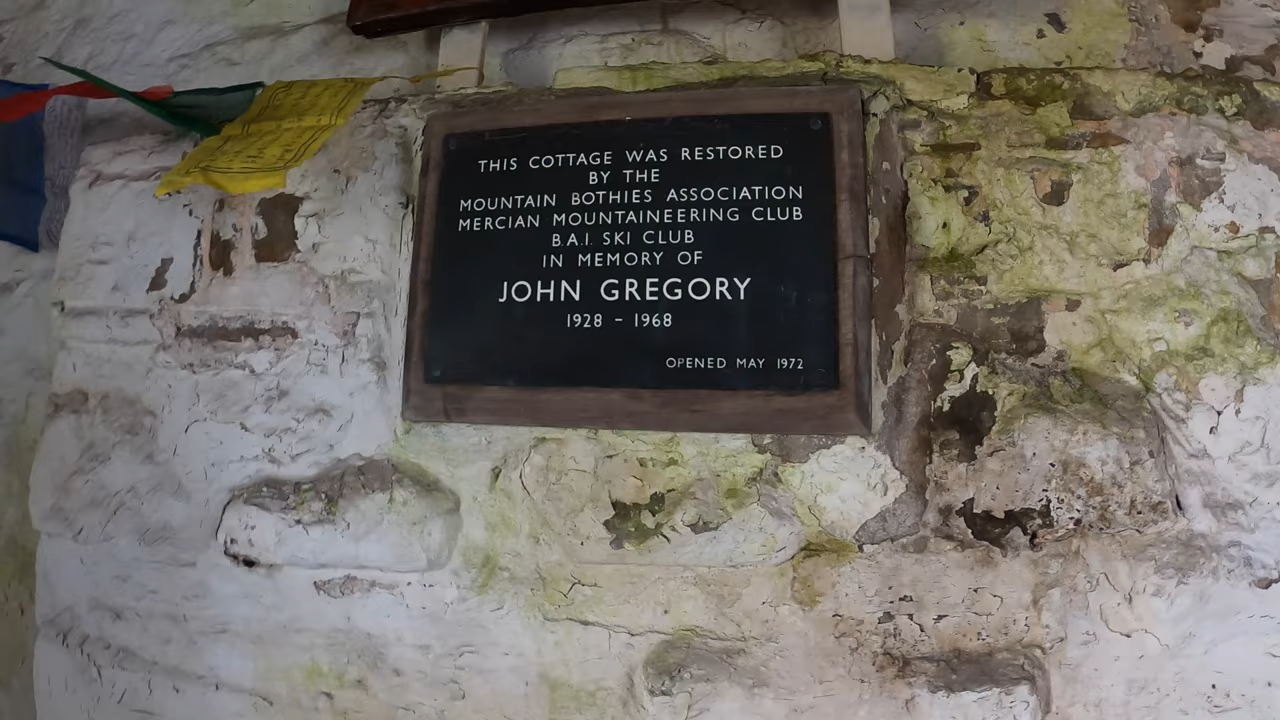 THIS COTTAGE WAS RESTORED
BY THE
MOUNTAIN BOTHIES ASSOCIATION
MERCIAN MOUNTAINEERING CLUB
B.A.I. SKI CLUB
IN MEMORY OF
JOHN GREGORY
1928 – 1968
OPENED MAY 1972